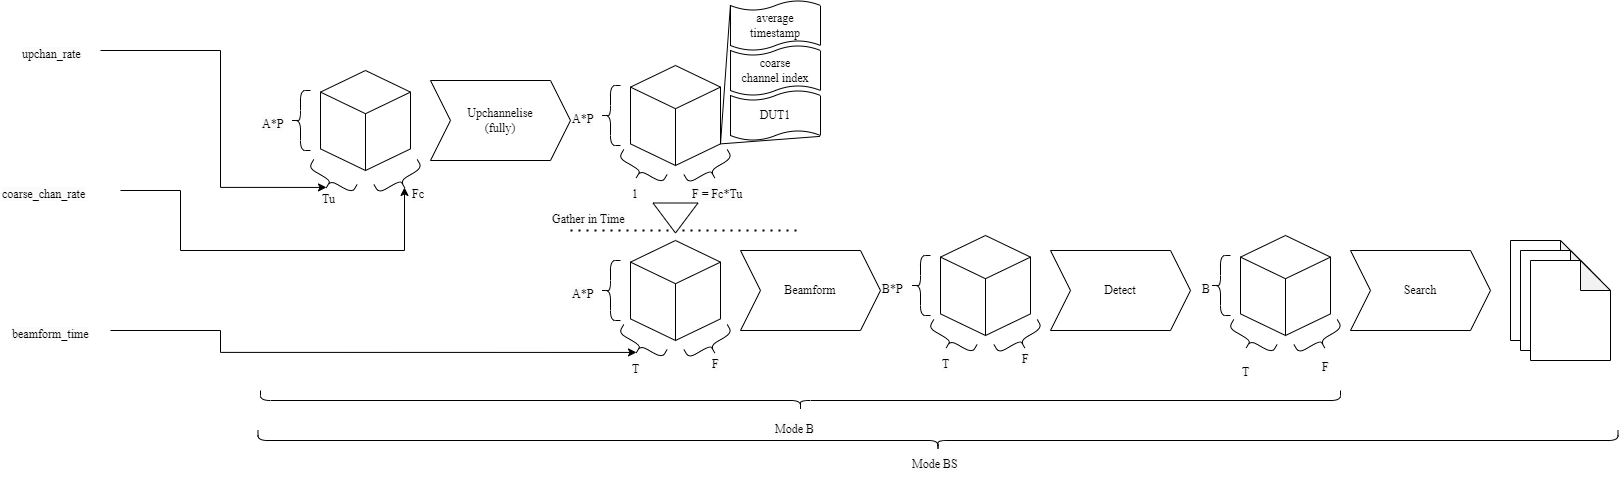 average
timestamp
upchan_rate
coarse
channel index
Upchannelise
(fully)
DUT1
A*P
A*P
coarse_chan_rate
Tu
Fc
1
F = Fc*Tu
Gather in Time
A*P
Beamform
B*P
Detect
B
Search
beamform_time
T
F
T
F
T
F
Mode B
Mode BS